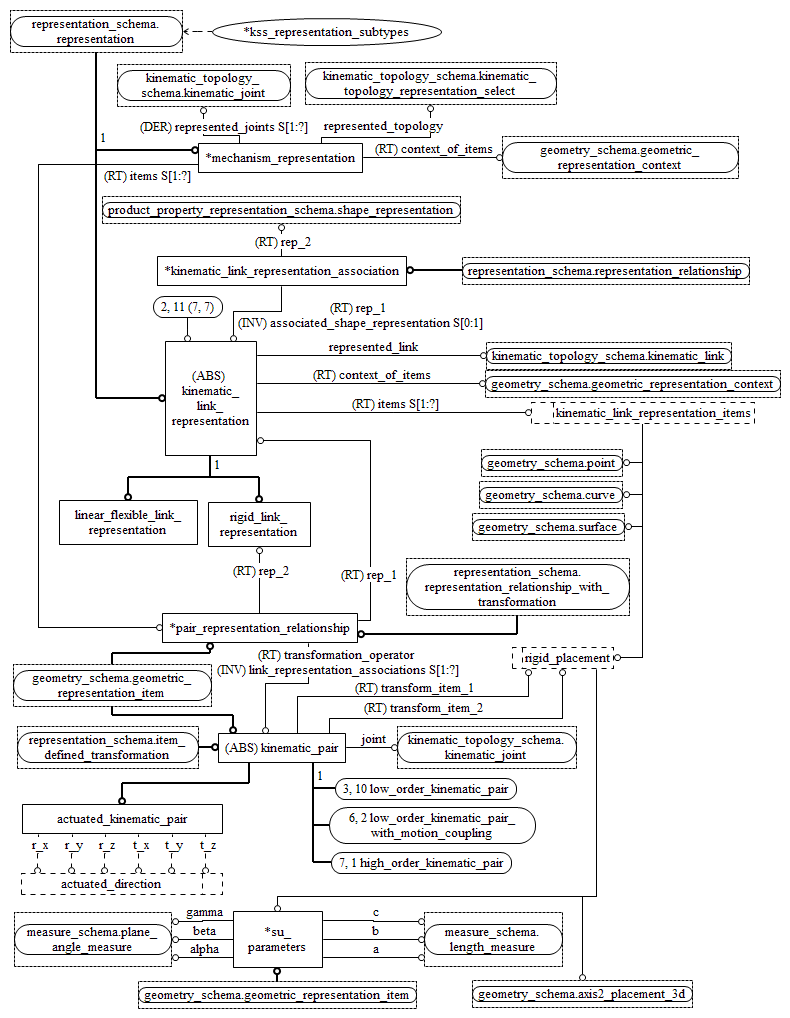 representation_schema.
representation
*kss_representation_subtypes
kinematic_topology_
schema.kinematic_joint
kinematic_topology_schema.kinematic_
topology_representation_select
(DER) represented_joints S[1:?]
represented_topology
1
*mechanism_representation
(RT) context_of_items
geometry_schema.geometric_
representation_context
(RT) items S[1:?]
product_property_representation_schema.shape_representation
(RT) rep_2
*kinematic_link_representation_association
representation_schema.representation_relationship
2, 11 (7, 7)
(RT) rep_1
(INV) associated_shape_representation S[0:1]
(ABS)
kinematic_
link_
representation
represented_link
kinematic_topology_schema.kinematic_link
(RT) context_of_items
geometry_schema.geometric_representation_context
(RT) items S[1:?]
kinematic_link_representation_items
1
geometry_schema.point
geometry_schema.curve
geometry_schema.surface
linear_flexible_link_
representation
rigid_link_
representation
(RT) rep_2
(RT) rep_1
representation_schema.
representation_relationship_with_
transformation
*pair_representation_relationship
(RT) transformation_operator
(INV) link_representation_associations S[1:?]
rigid_placement
geometry_schema.geometric_
representation_item
(RT) transform_item_1
(RT) transform_item_2
representation_schema.item_
defined_transformation
(ABS) kinematic_pair
joint
kinematic_topology_schema.
kinematic_joint
1
3, 10 low_order_kinematic_pair
6, 2 low_order_kinematic_pair_
with_motion_coupling
7, 1 high_order_kinematic_pair
actuated_kinematic_pair
r_x r_y r_z t_x t_y t_z
actuated_direction
measure_schema.plane_
angle_measure
gamma
beta
alpha
*su_
parameters
c
b
a
measure_schema.
length_measure
geometry_schema.geometric_representation_item
geometry_schema.axis2_placement_3d